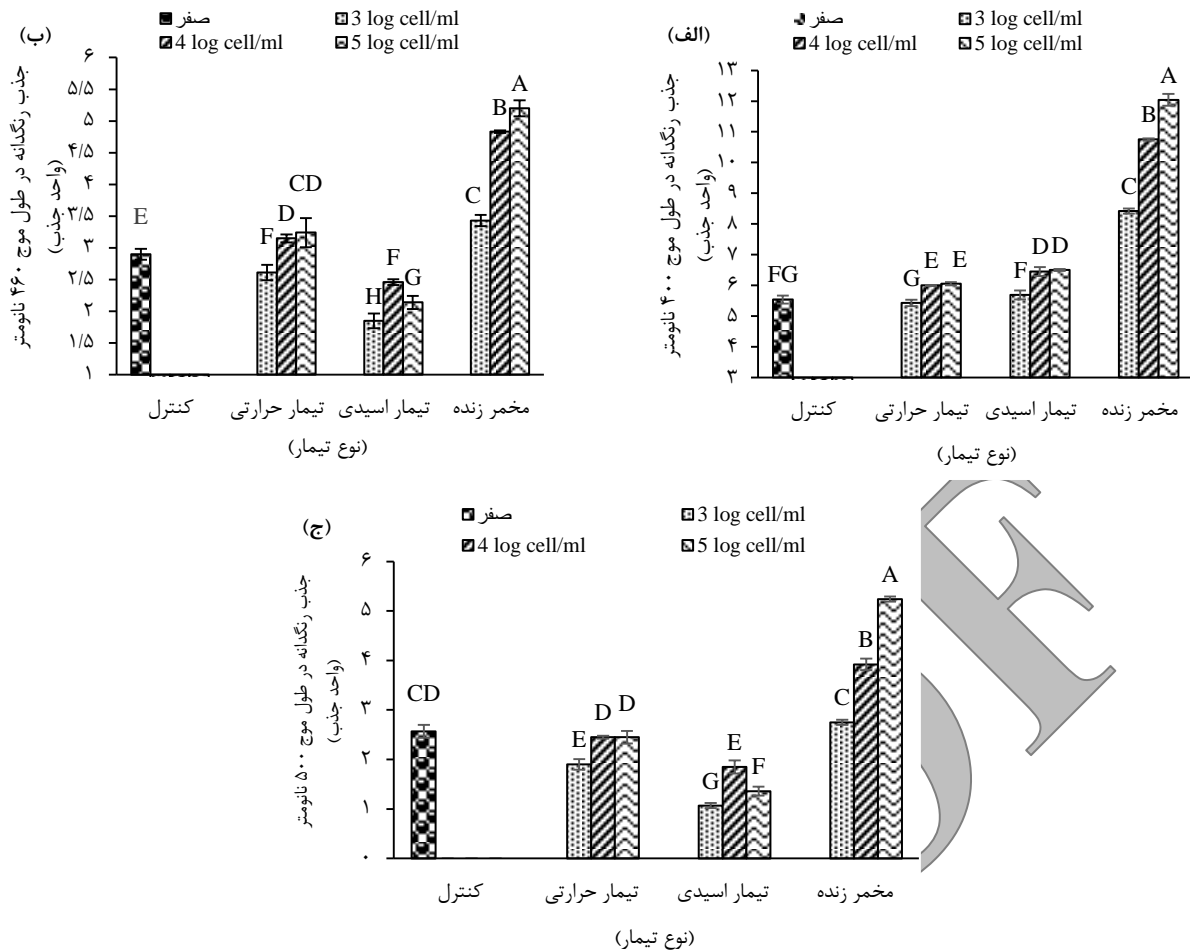 (الف)
صفر
3 log cell/ml
4 log cell/ml
5 log cell/ml
جذب رنگدانه در طول موج ۴۰۰ نانومتر
(واحد جذب)
۱۳
۱۲
۱۱
۱۰
۹
۸
۷
۶
۵
۴
۳
FG
G
E
E
F
D
D
C
B
A
کنترل
تیمار حرارتی
تیمار اسیدی
مخمر زنده
(نوع تیمار)
(ب)
صفر
3 log cell/ml
4 log cell/ml
5 log cell/ml
جذب رنگدانه در طول موج ۴۶۰ نانومتر
(واحد جذب)
۶
۵/۵
۵
۴/۵
۴
۳/۵
۳
۲/۵
۲
۱/۵
۱
E
F
D
CD
H
F
G
C
B
A
کنترل
تیمار حرارتی
تیمار اسیدی
مخمر زنده
(نوع تیمار)
(ج)
صفر
3 log cell/ml
4 log cell/ml
5 log cell/ml
جذب رنگدانه در طول موج ۵۰۰ نانومتر
(واحد جذب)
۶
۵
۴
۳
۲
۱
۰
CD
E
D
D
G
E
F
C
B
A
کنترل
تیمار حرارتی
تیمار اسیدی
مخمر زنده
(نوع تیمار)